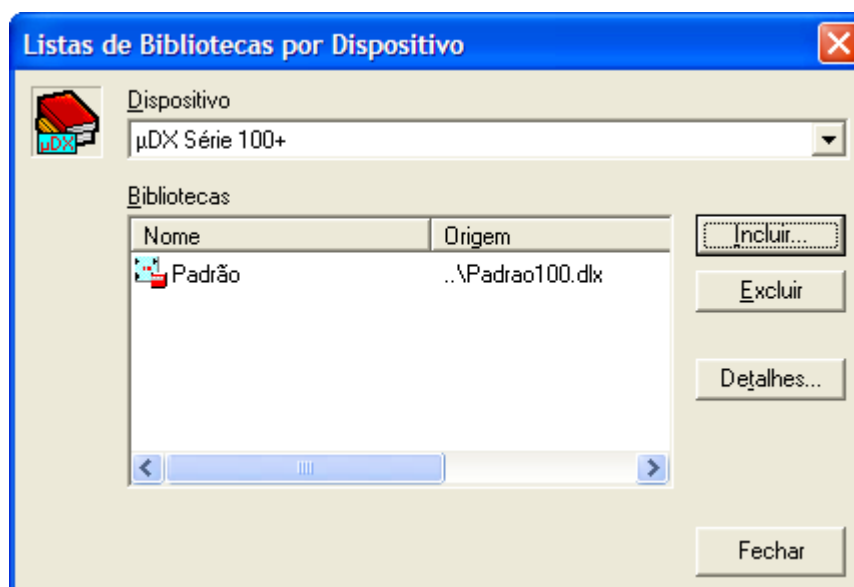 Listas de Bibliotecas por Dispositivo
µDX
Dispositivo
µDX Série 100+
Bibliotecas
Nome Origem
Padrão ..\Padrao100.dlx
Incluir...
Excluir
Detalhes...
Fechar